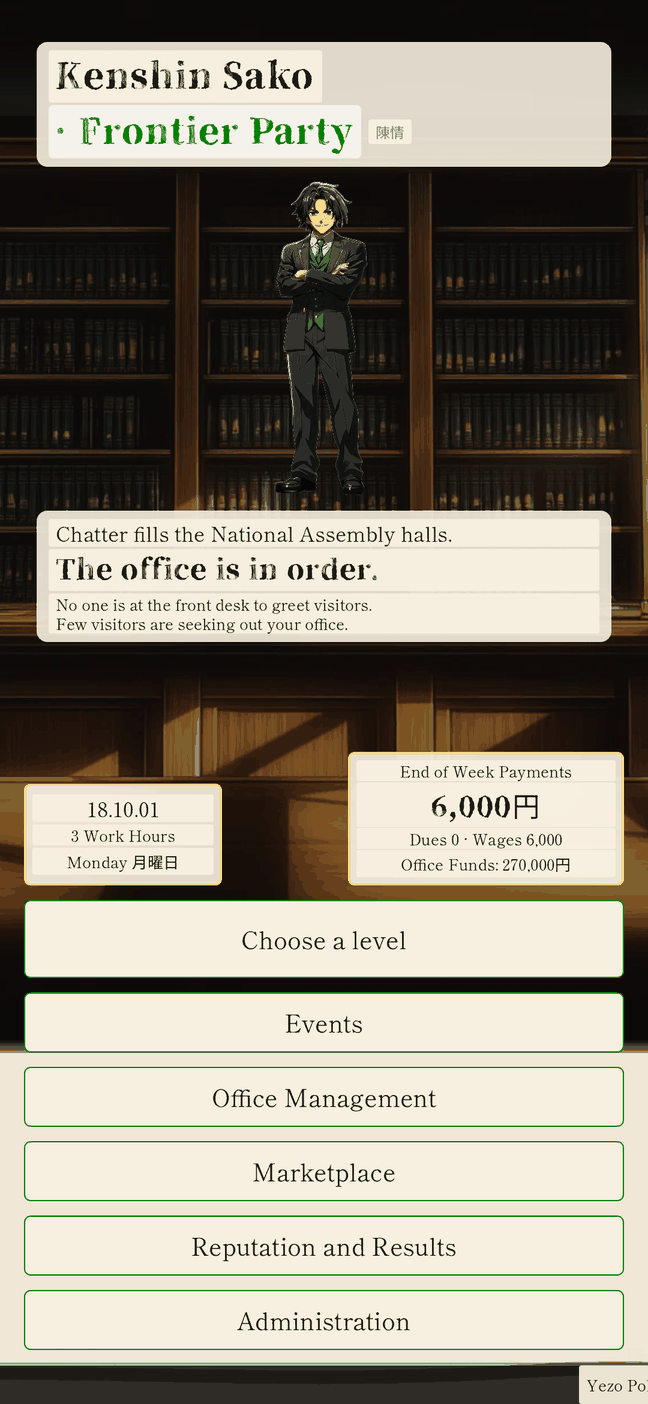 Kenshin Sako
· Frontier Party 陳情
Chatter fills the National Assembly halls.
The office is in order.
No one is at the front desk to greet visitors.
Few visitors are seeking out your office.
End of Week Payments
6,000円
Dues 0 · Wages 6,000
Office Funds: 270,000円
18.10.01
3 Work Hours
Monday 月曜日
Choose a level
Events
Office Management
Marketplace
Reputation and Results
Administration
Yezo